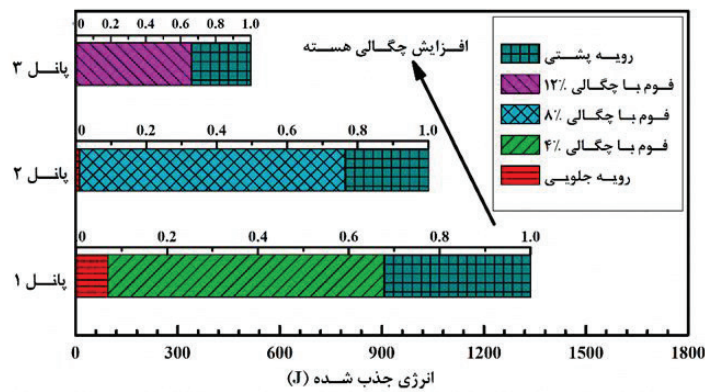 0 0.2 0.4 0.6 0.8 1.0
پانل ۳
افزایش چگالی هسته
رویه پشتی
فوم با چگالی ۱۲٪
فوم با چگالی ۸٪
فوم با چگالی ۴٪
رویه جلویی
0 0.2 0.4 0.6 0.8 1.0
پانل ۲
0 0.2 0.4 0.6 0.8 1.0
پانل ۱
0 300 600 900 1200 1500 1800
انرژی جذب شده (J)